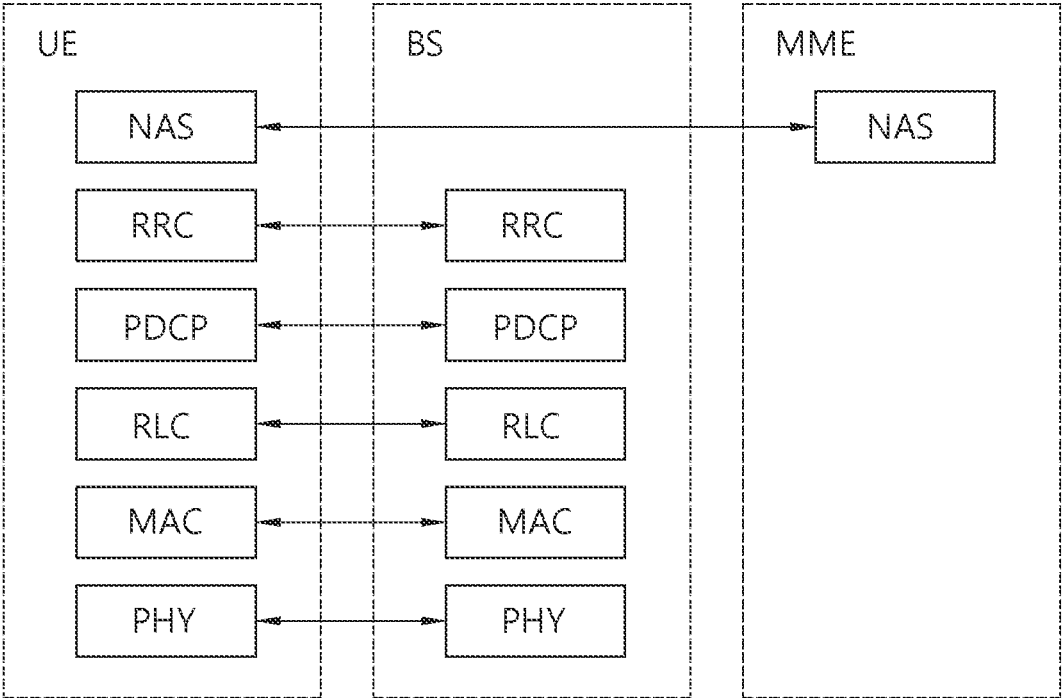 UE BS MME
NAS NAS
RRC RRC
PDCP PDCP
RLC RLC
MAC MAC
PHY PHY